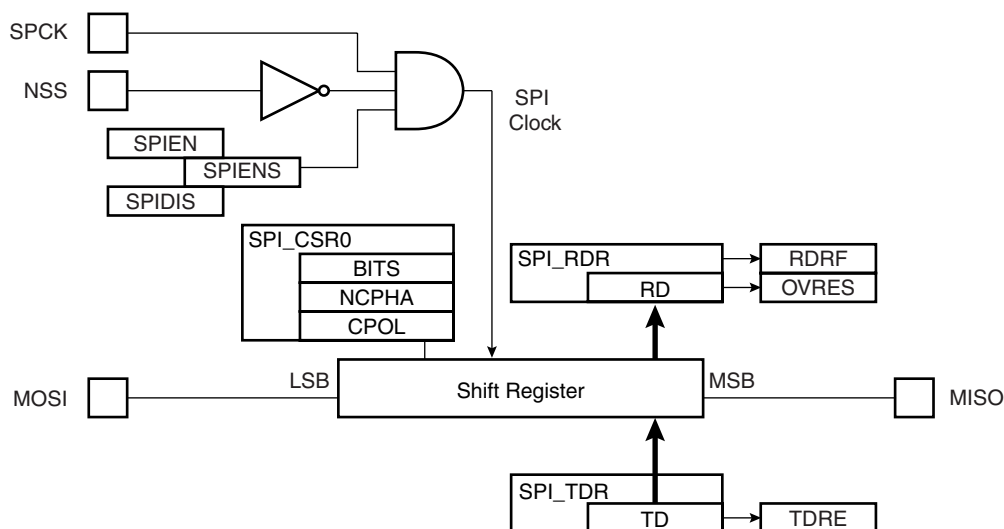 SPCK
NSS
SPI
Clock
SPIEN
SPIENS
SPIDIS
SPI_CSR0
BITS
NCPHA
CPOL
SPI_RDR
RD
RDRF
OVRES
MOSI
LSB
Shift Register
MSB
MISO
SPI_TDR
TD
TDRE